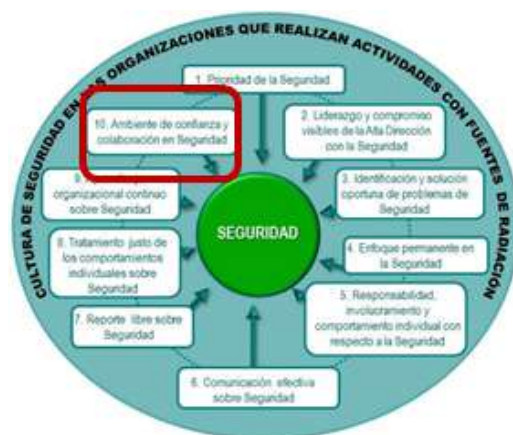 CULTURA DE SEGURIDAD EN LAS ORGANIZACIONES QUE REALIZAN ACTIVIDADES CON FUENTES DE RADIACIÓN
1. Prioridad de la Seguridad
10. Ambiente de confianza y
colaboración en Seguridad
2. Liderazgo y compromiso
visibles de la Alta Dirección
con la Seguridad
9.
organizacional continuo
sobre Seguridad
3. Identificación y solución
oportuna de problemas de
Seguridad
SEGURIDAD
8. Tratamiento justo de
los comportamientos
individuales sobre
Seguridad
4. Enfoque permanente en
la Seguridad
7. Reporte libre sobre
Seguridad
5. Responsabilidad,
involucramiento y
comportamiento individual con
respecto a la Seguridad
6. Comunicación efectiva
sobre Seguridad